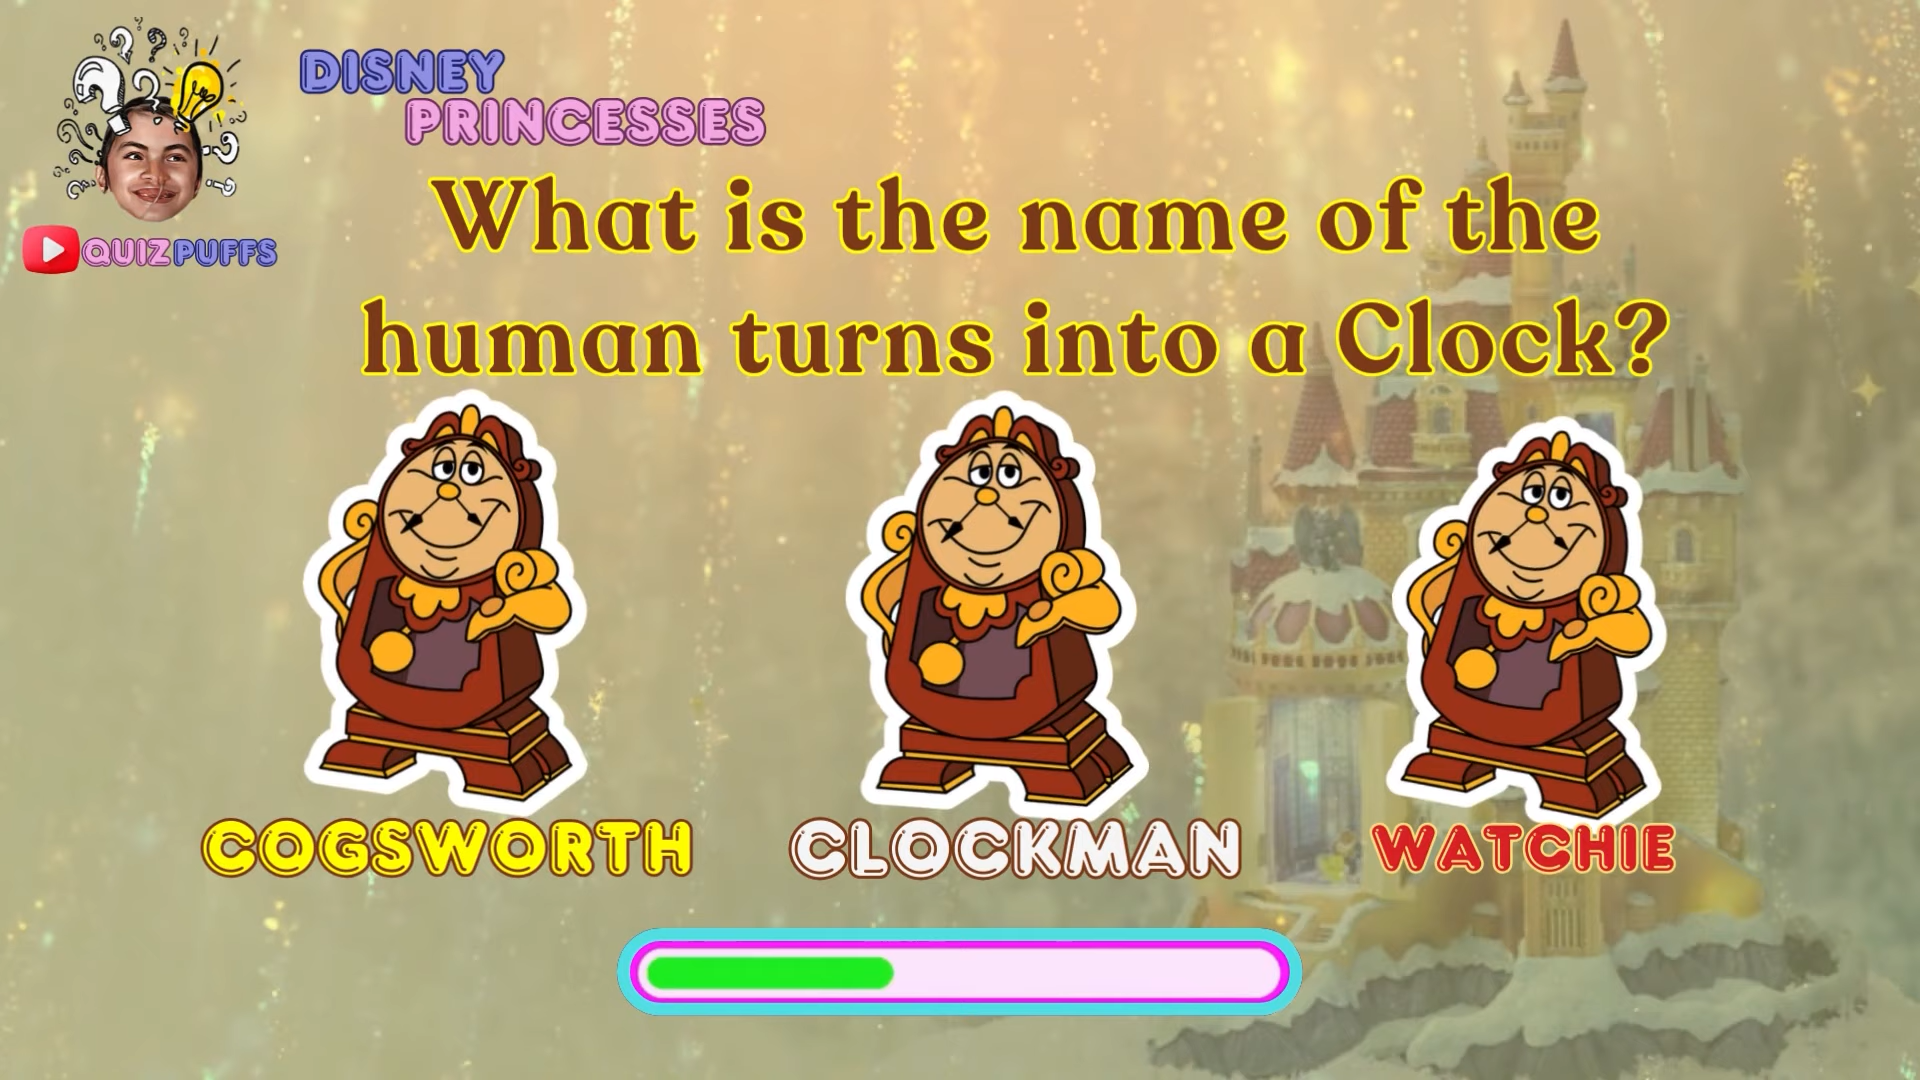 DISNEY
PRINCESSES
QUIZPUFFS
What is the name of the
human turns into a Clock?
COGSWORTH
CLOCKMAN
WATCHIE